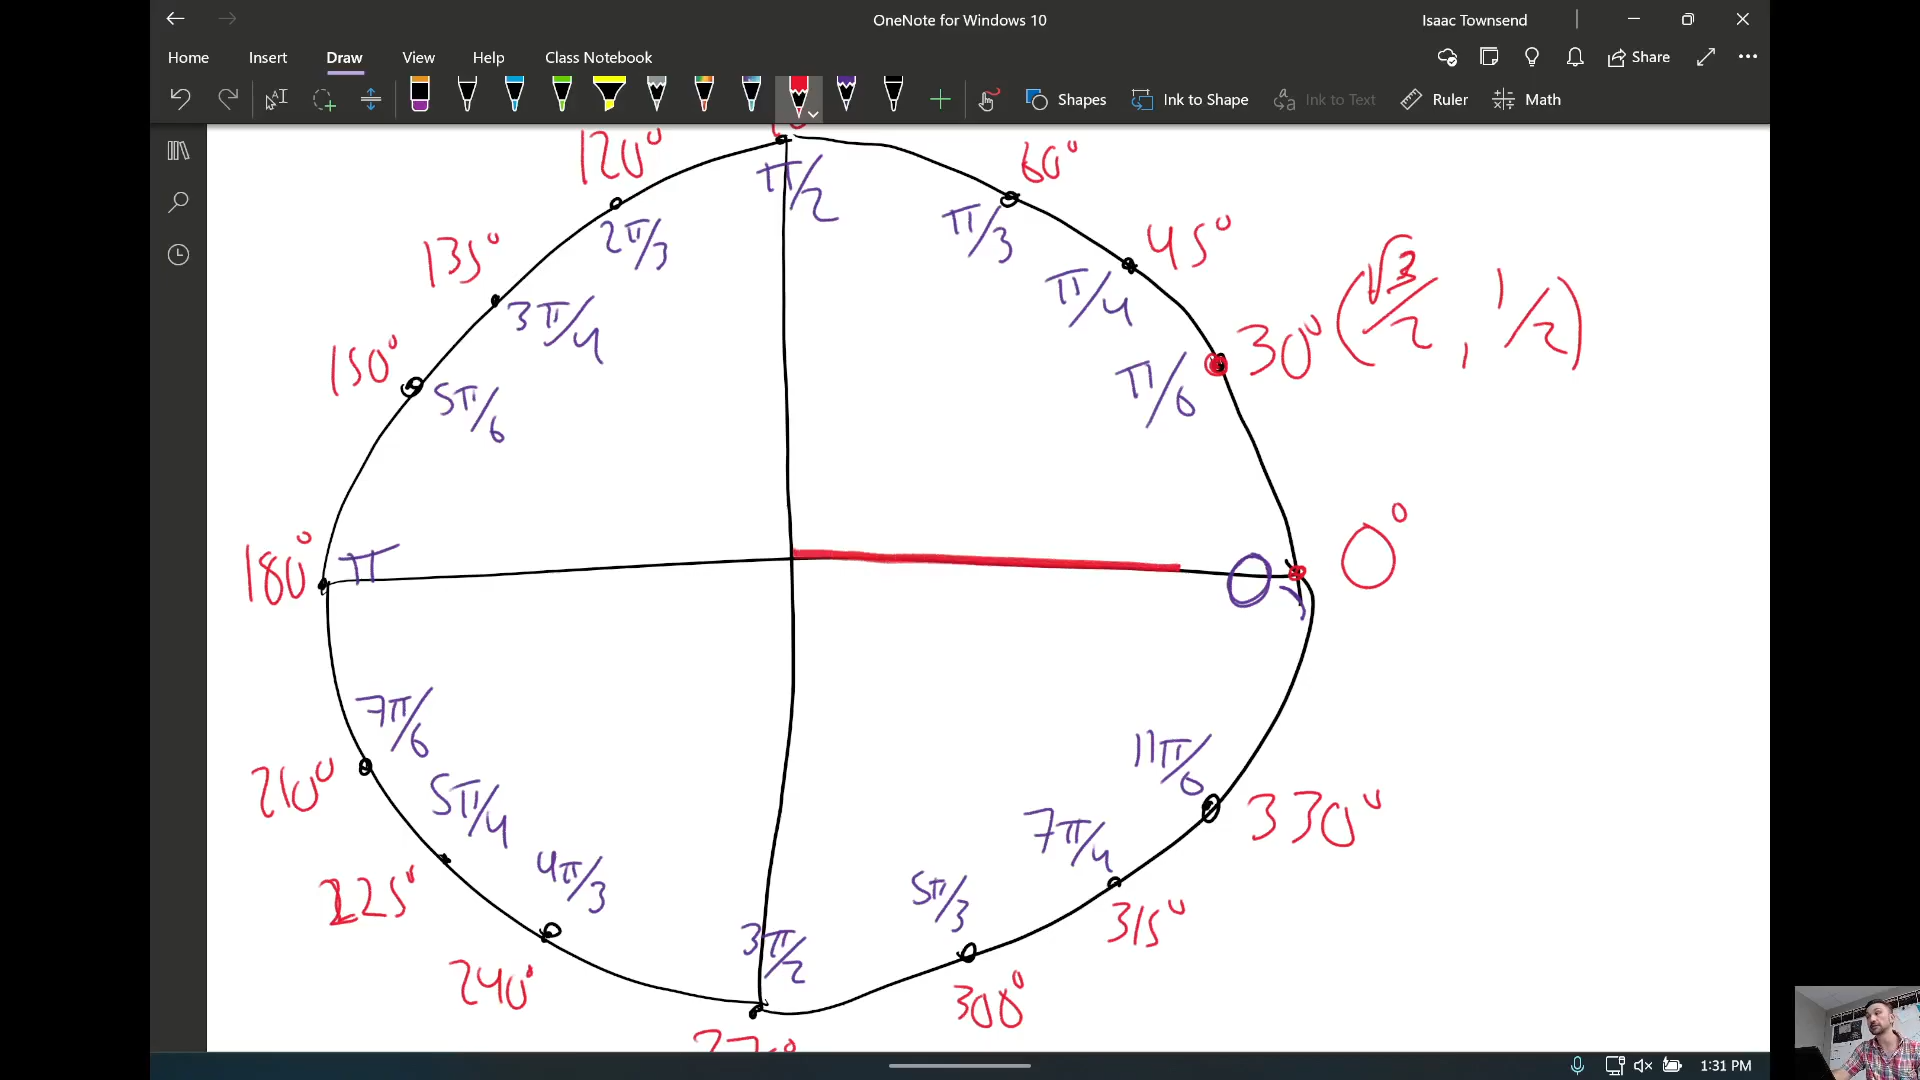 OneNote for Windows 10
Isaac Townsend
Home Insert Draw View Help Class Notebook
Share
Shapes Ink to Shape Ink to Text Ruler Math
120°
π/2
60°
2π/3
π/3
135°
45°
3π/4
π/4
150°
30° (√3/2, 1/2)
5π/6
π/6
180° π
0 0°
7π/6
11π/6
210°
330°
5π/4
7π/4
225°
4π/3
5π/3
315°
240°
3π/2
300°
270°
1:31 PM